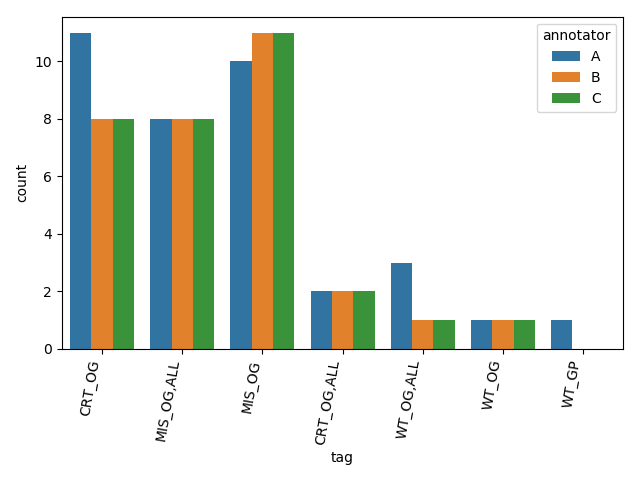 annotator
A
B
C
count
10
8
6
4
2
0
CRT_OG
MIS_OG,ALL
MIS_OG
CRT_OG,ALL
WT_OG,ALL
WT_OG
WT_GP
tag